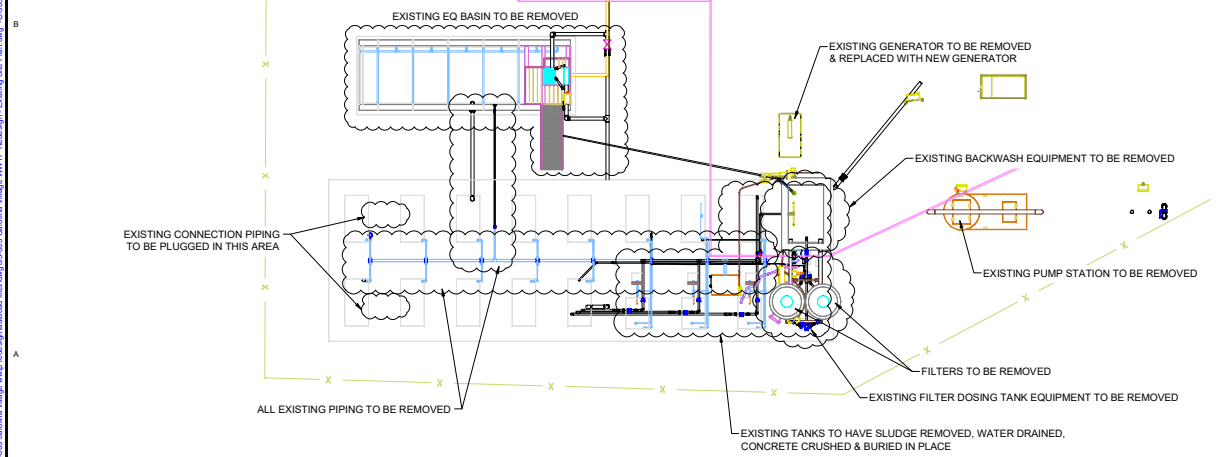 B
EXISTING EQ BASIN TO BE REMOVED
EXISTING GENERATOR TO BE REMOVED
& REPLACED WITH NEW GENERATOR
EXISTING BACKWASH EQUIPMENT TO BE REMOVED
EXISTING CONNECTION PIPING
TO BE PLUGGED IN THIS AREA
EXISTING PUMP STATION TO BE REMOVED
A
FILTERS TO BE REMOVED
EXISTING FILTER DOSING TANK EQUIPMENT TO BE REMOVED
ALL EXISTING PIPING TO BE REMOVED
EXISTING TANKS TO HAVE SLUDGE REMOVED, WATER DRAINED,
CONCRETE CRUSHED & BURIED IN PLACE